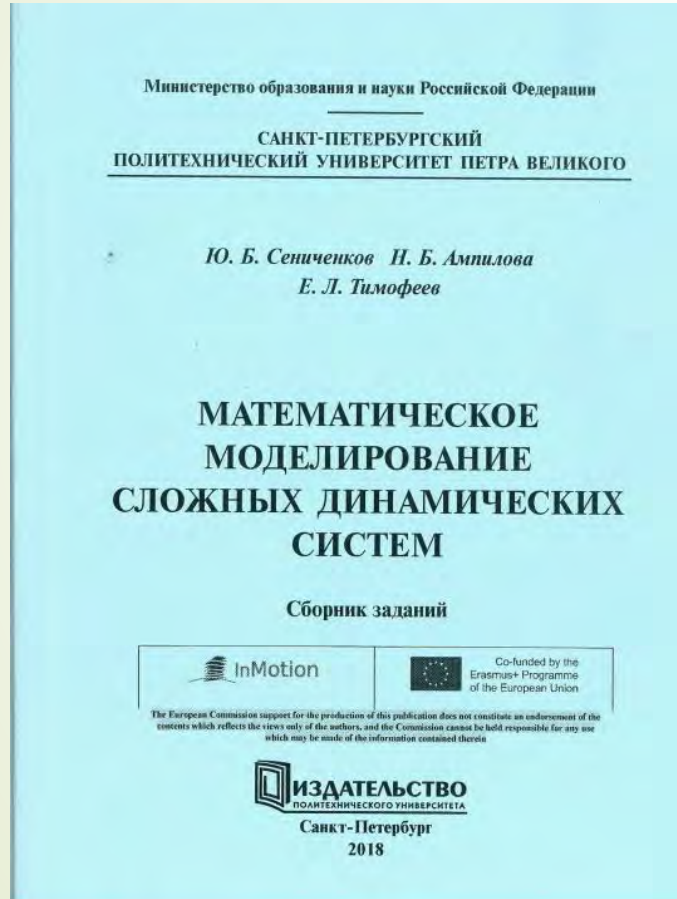 Министерство образования и науки Российской Федерации
САНКТ-ПЕТЕРБУРГСКИЙ
ПОЛИТЕХНИЧЕСКИЙ УНИВЕРСИТЕТ ПЕТРА ВЕЛИКОГО
Ю. Б. Сениченков Н. Б. Ампилова
Е. Л. Тимофеев
МАТЕМАТИЧЕСКОЕ
МОДЕЛИРОВАНИЕ
СЛОЖНЫХ ДИНАМИЧЕСКИХ
СИСТЕМ
Сборник заданий
InMotion
Co-funded by the
Erasmus+ Programme
of the European Union
The European Commission support for the production of this publication does not constitute an endorsement of the
contents which reflects the views only of the authors, and the Commission cannot be held responsible for any use
which may be made of the information contained therein
ИЗДАТЕЛЬСТВО
ПОЛИТЕХНИЧЕСКОГО УНИВЕРСИТЕТА
Санкт-Петербург
2018